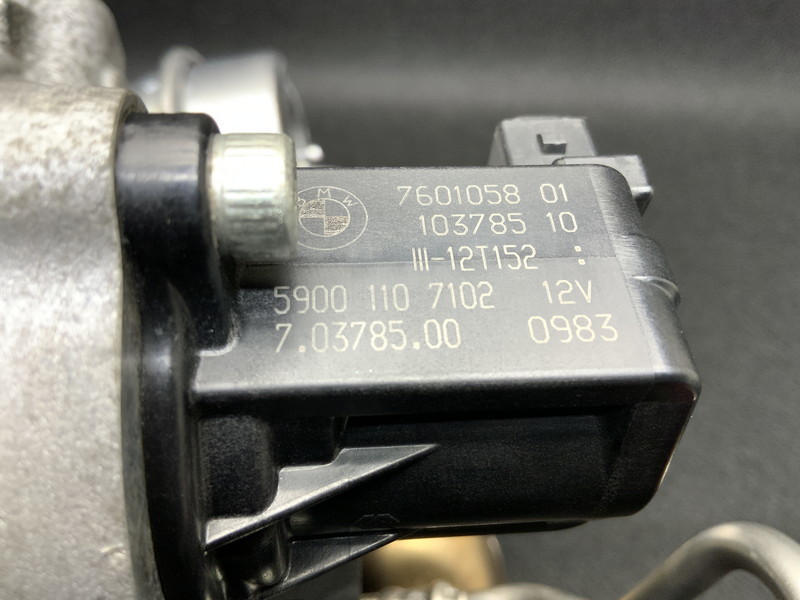 BMW 7601058 01
103785 10
III-12T152 :
5900 110 7102 12V
7.03785.00 0983